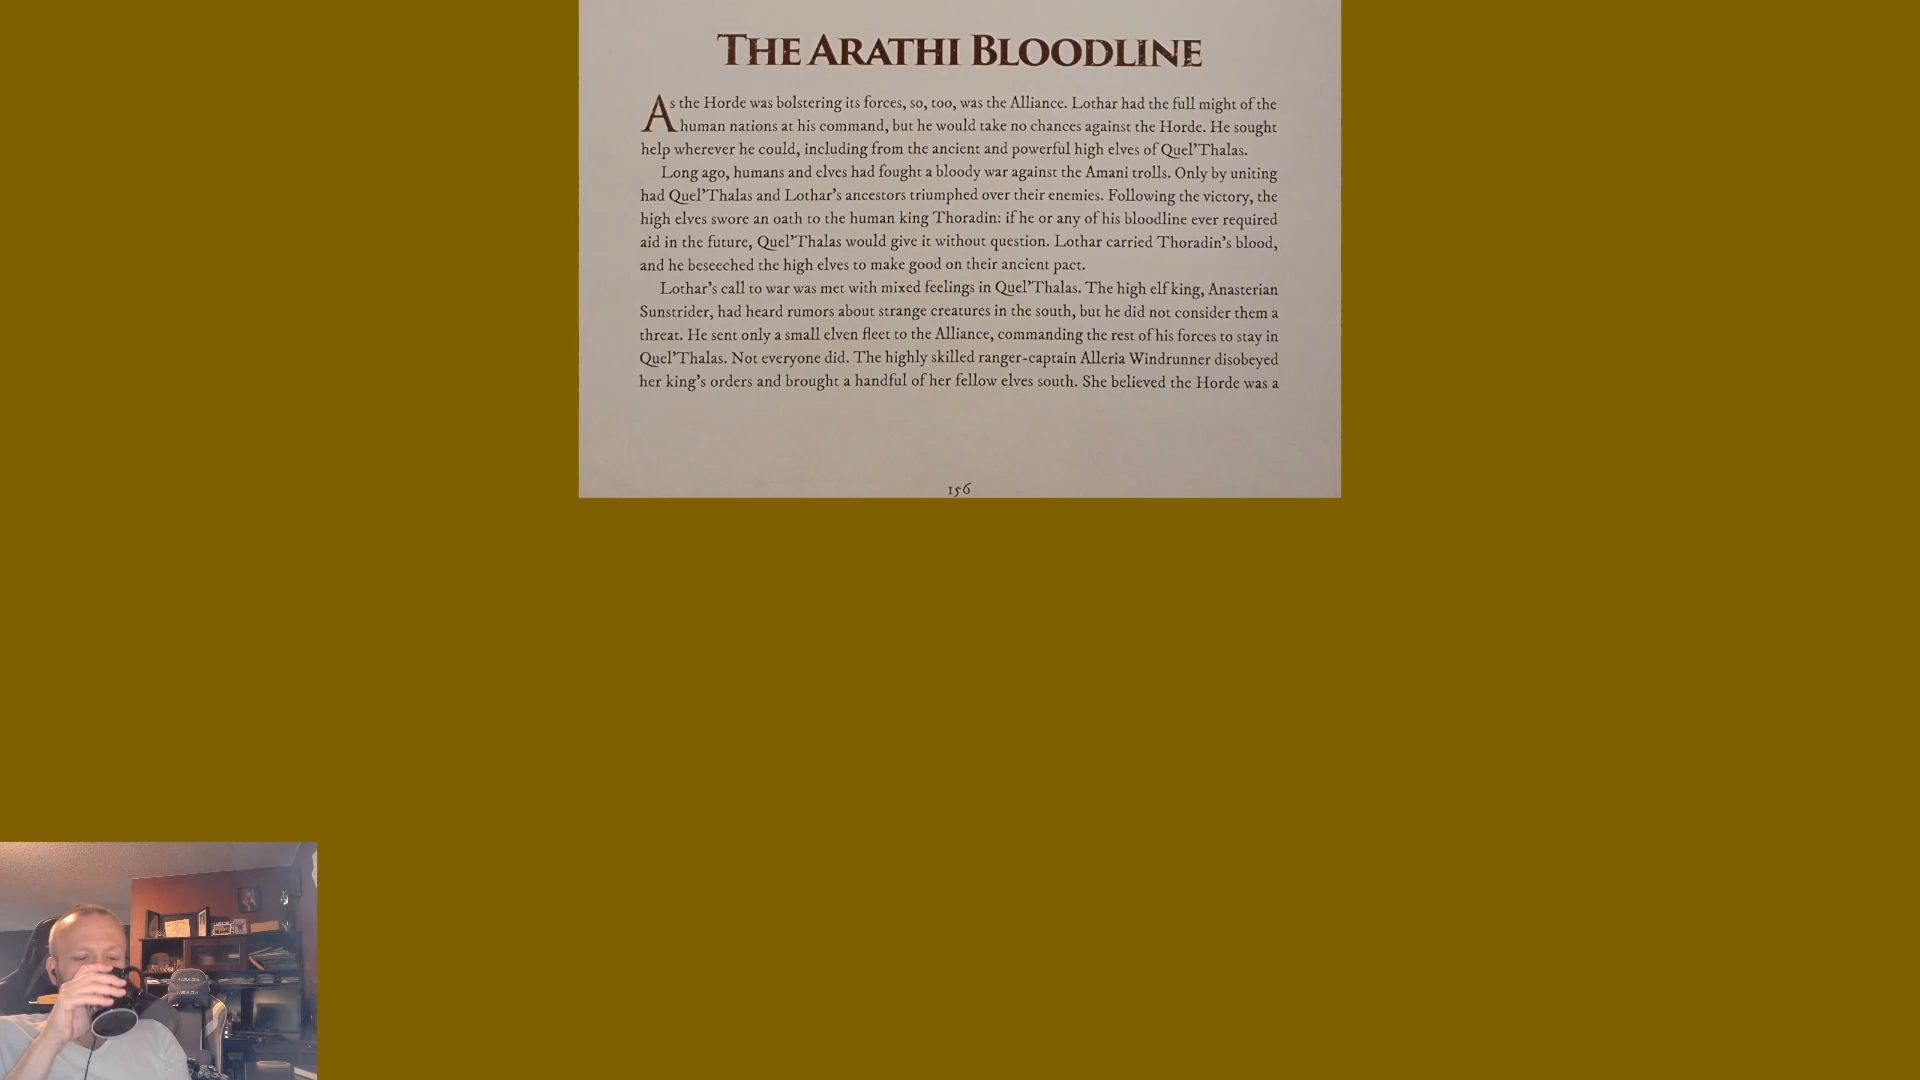 THE ARATHI BLOODLINE
As the Horde was bolstering its forces, so, too, was the Alliance. Lothar had the full might of the
human nations at his command, but he would take no chances against the Horde. He sought
help wherever he could, including from the ancient and powerful high elves of Quel'Thalas.
Long ago, humans and elves had fought a bloody war against the Amani trolls. Only by uniting
had Quel'Thalas and Lothar's ancestors triumphed over their enemies. Following the victory, the
high elves swore an oath to the human king Thoradin: if he or any of his bloodline ever required
aid in the future, Quel'Thalas would give it without question. Lothar carried Thoradin's blood,
and he beseeched the high elves to make good on their ancient pact.
Lothar's call to war was met with mixed feelings in Quel'Thalas. The high elf king, Anasterian
Sunstrider, had heard rumors about strange creatures in the south, but he did not consider them a
threat. He sent only a small elven fleet to the Alliance, commanding the rest of his forces to stay in
Quel'Thalas. Not everyone did. The highly skilled ranger-captain Alleria Windrunner disobeyed
her king's orders and brought a handful of her fellow elves south. She believed the Horde was a
156